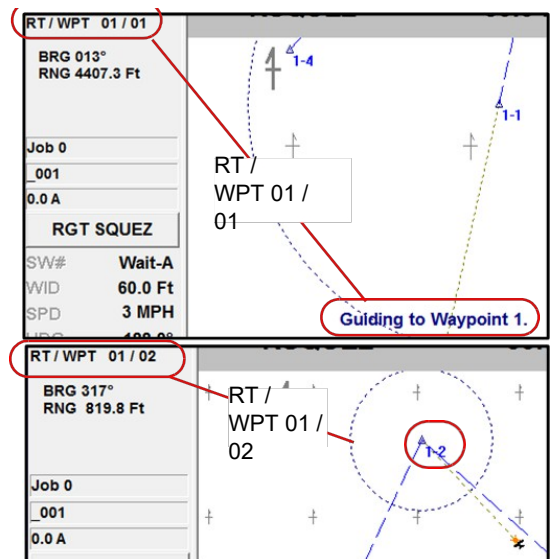 RT / WPT 01 / 01
BRG 013°
RNG 4407.3 Ft
1-4
1-1
Job 0
_001
0.0 A
RT /
WPT 01 /
01
RGT SQUEZ
SW# Wait-A
WID 60.0 Ft
SPD 3 MPH
Guiding to Waypoint 1.
RT / WPT 01 / 02
BRG 317°
RNG 819.8 Ft
RT /
WPT 01 /
02
1-2
Job 0
_001
0.0 A